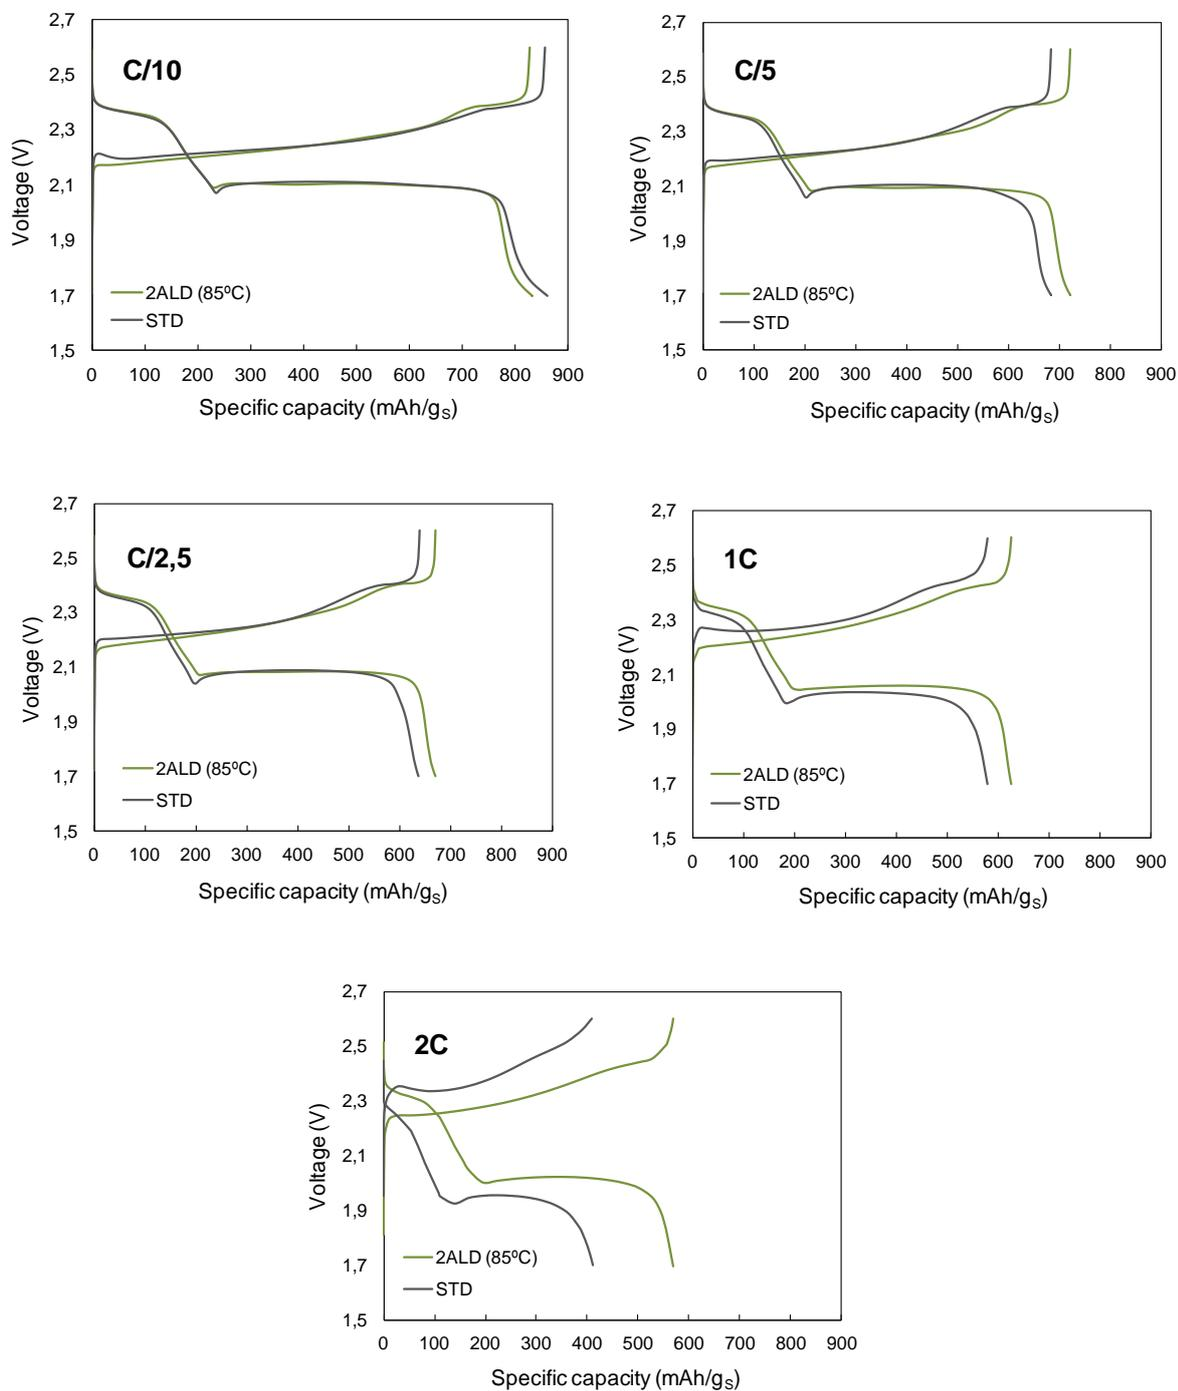 2,7
2,5
2,3
2,1
1,9
1,7
1,5
Voltage (V)
C/10
2ALD (85ºC)
STD
0 100 200 300 400 500 600 700 800 900
Specific capacity (mAh/gS)
2,7
2,5
2,3
2,1
1,9
1,7
1,5
Voltage (V)
C/5
2ALD (85ºC)
STD
0 100 200 300 400 500 600 700 800 900
Specific capacity (mAh/gS)
2,7
2,5
2,3
2,1
1,9
1,7
1,5
Voltage (V)
C/2,5
2ALD (85ºC)
STD
0 100 200 300 400 500 600 700 800 900
Specific capacity (mAh/gS)
2,7
2,5
2,3
2,1
1,9
1,7
1,5
Voltage (V)
1C
2ALD (85ºC)
STD
0 100 200 300 400 500 600 700 800 900
Specific capacity (mAh/gS)
2,7
2,5
2,3
2,1
1,9
1,7
1,5
Voltage (V)
2C
2ALD (85ºC)
STD
0 100 200 300 400 500 600 700 800 900
Specific capacity (mAh/gS)